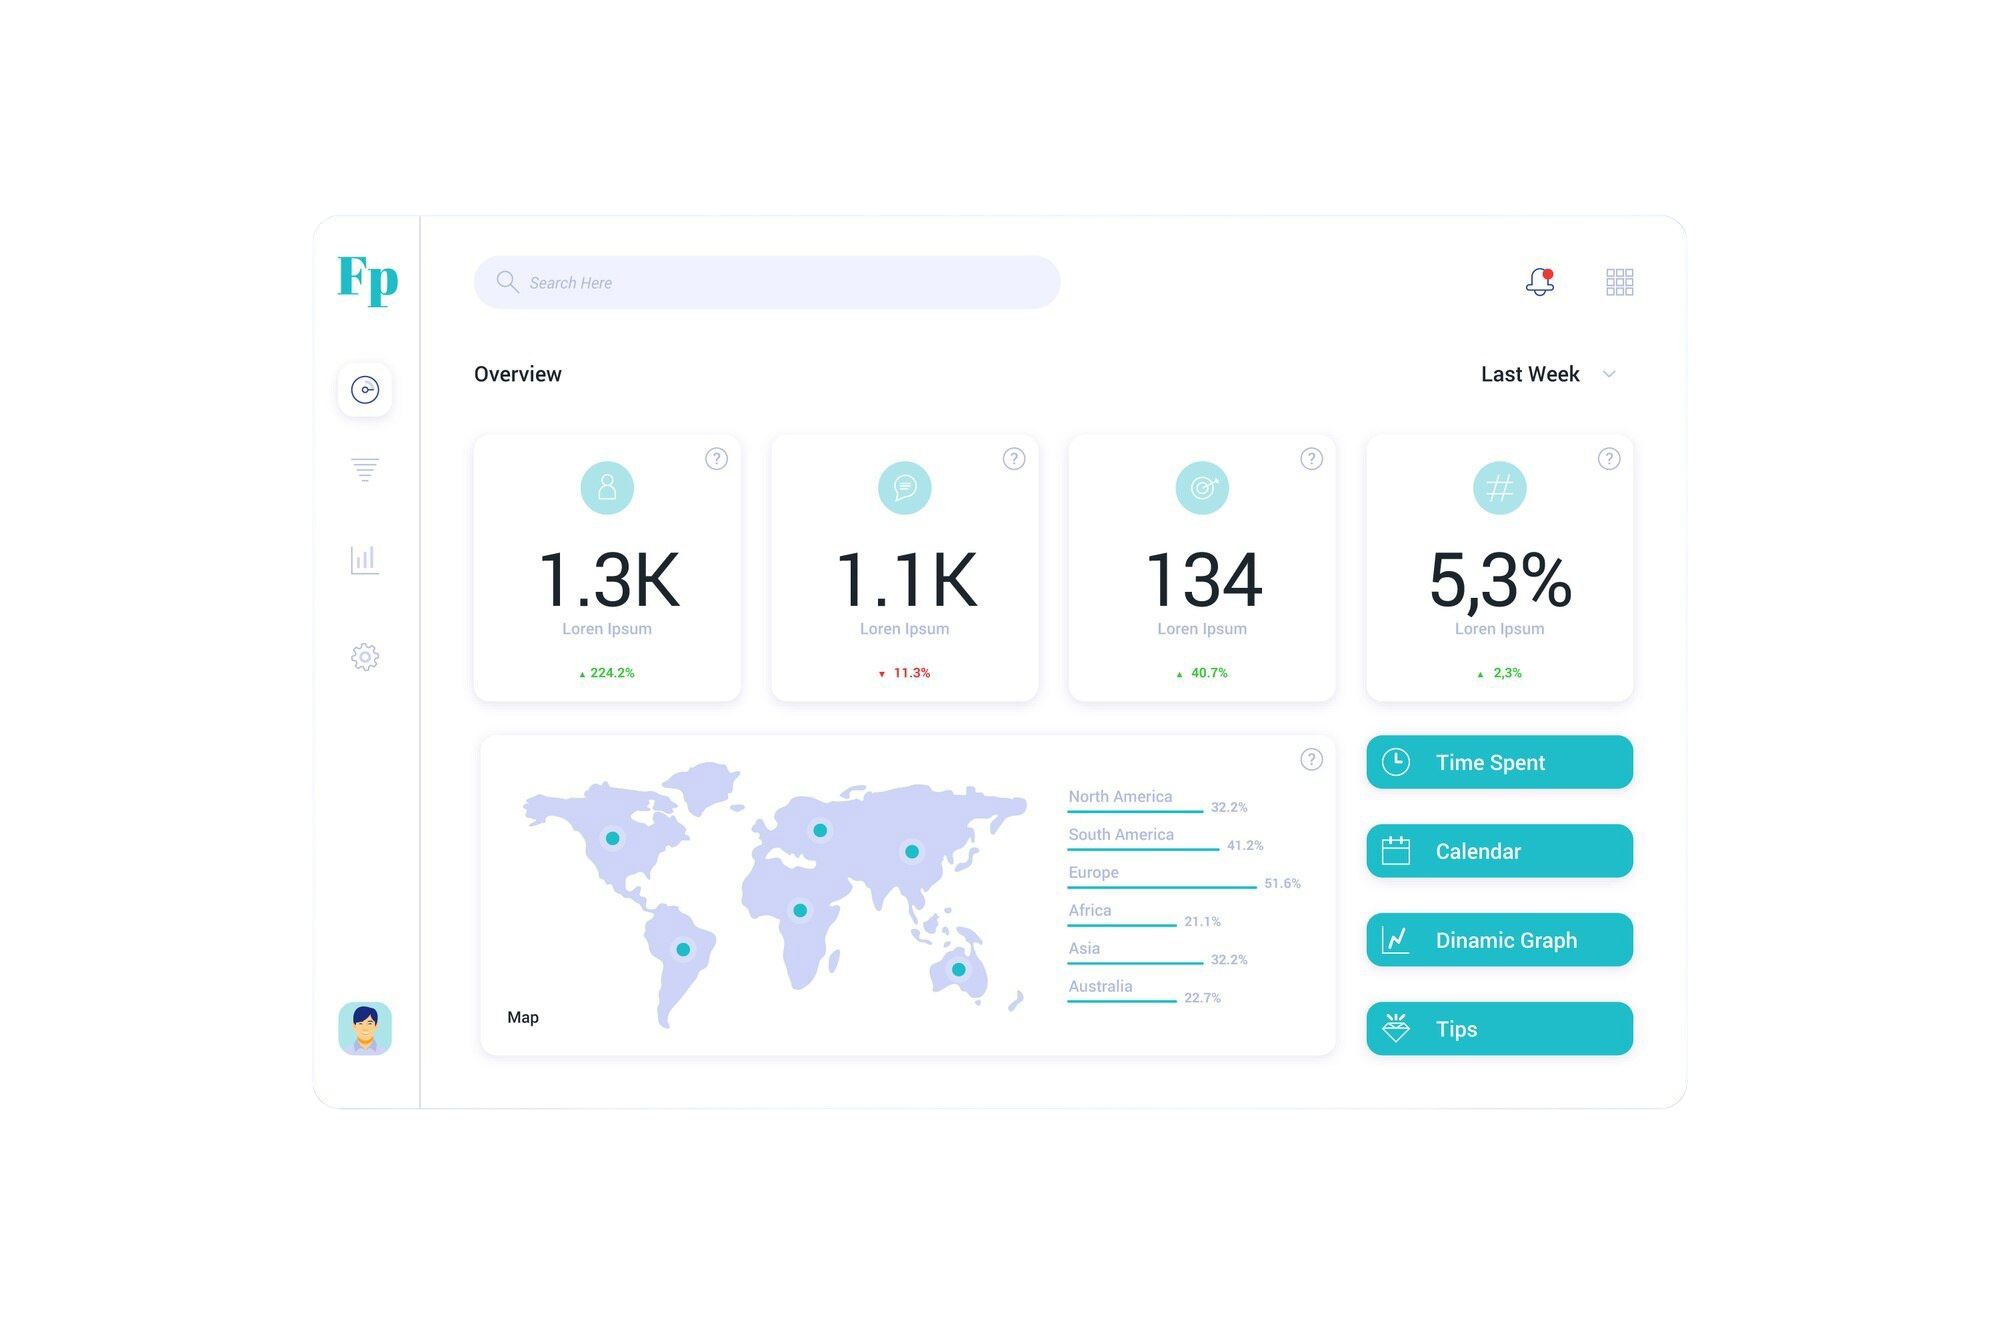 Fp
Search Here
Overview
Last Week
?
?
?
?
1.3K
Loren Ipsum
▲ 224.2%
1.1K
Loren Ipsum
▼ 11.3%
134
Loren Ipsum
▲ 40.7%
#
5,3%
Loren Ipsum
▲ 2,3%
?
North America 32.2%
South America 41.2%
Europe 51.6%
Africa 21.1%
Asia 32.2%
Australia 22.7%
Map
Time Spent
Calendar
Dinamic Graph
Tips